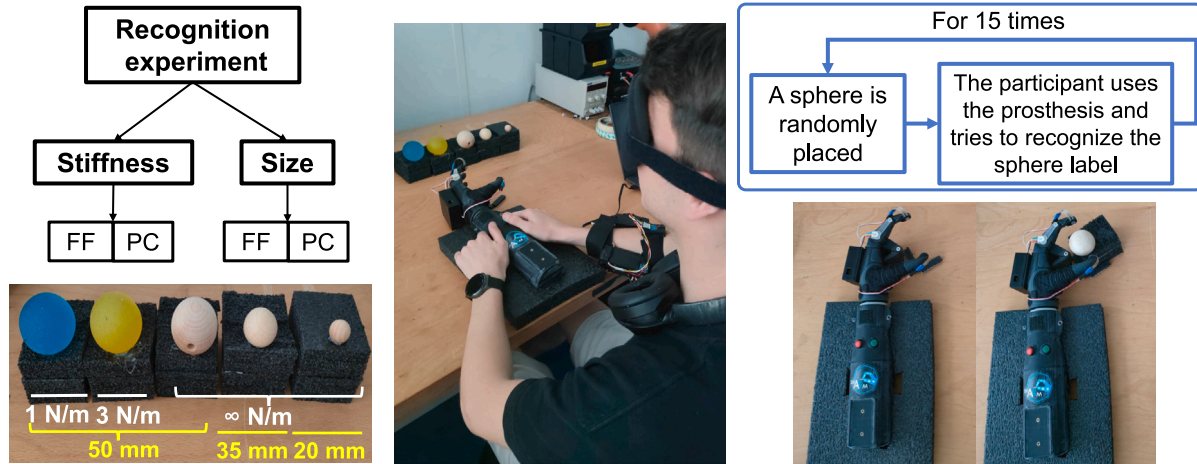 Recognition
experiment
Stiffness
Size
FF
PC
FF
PC
1 N/m
3 N/m
∞ N/m
50 mm
35 mm
20 mm
For 15 times
A sphere is
randomly
placed
The participant uses
the prosthesis and
tries to recognize the
sphere label